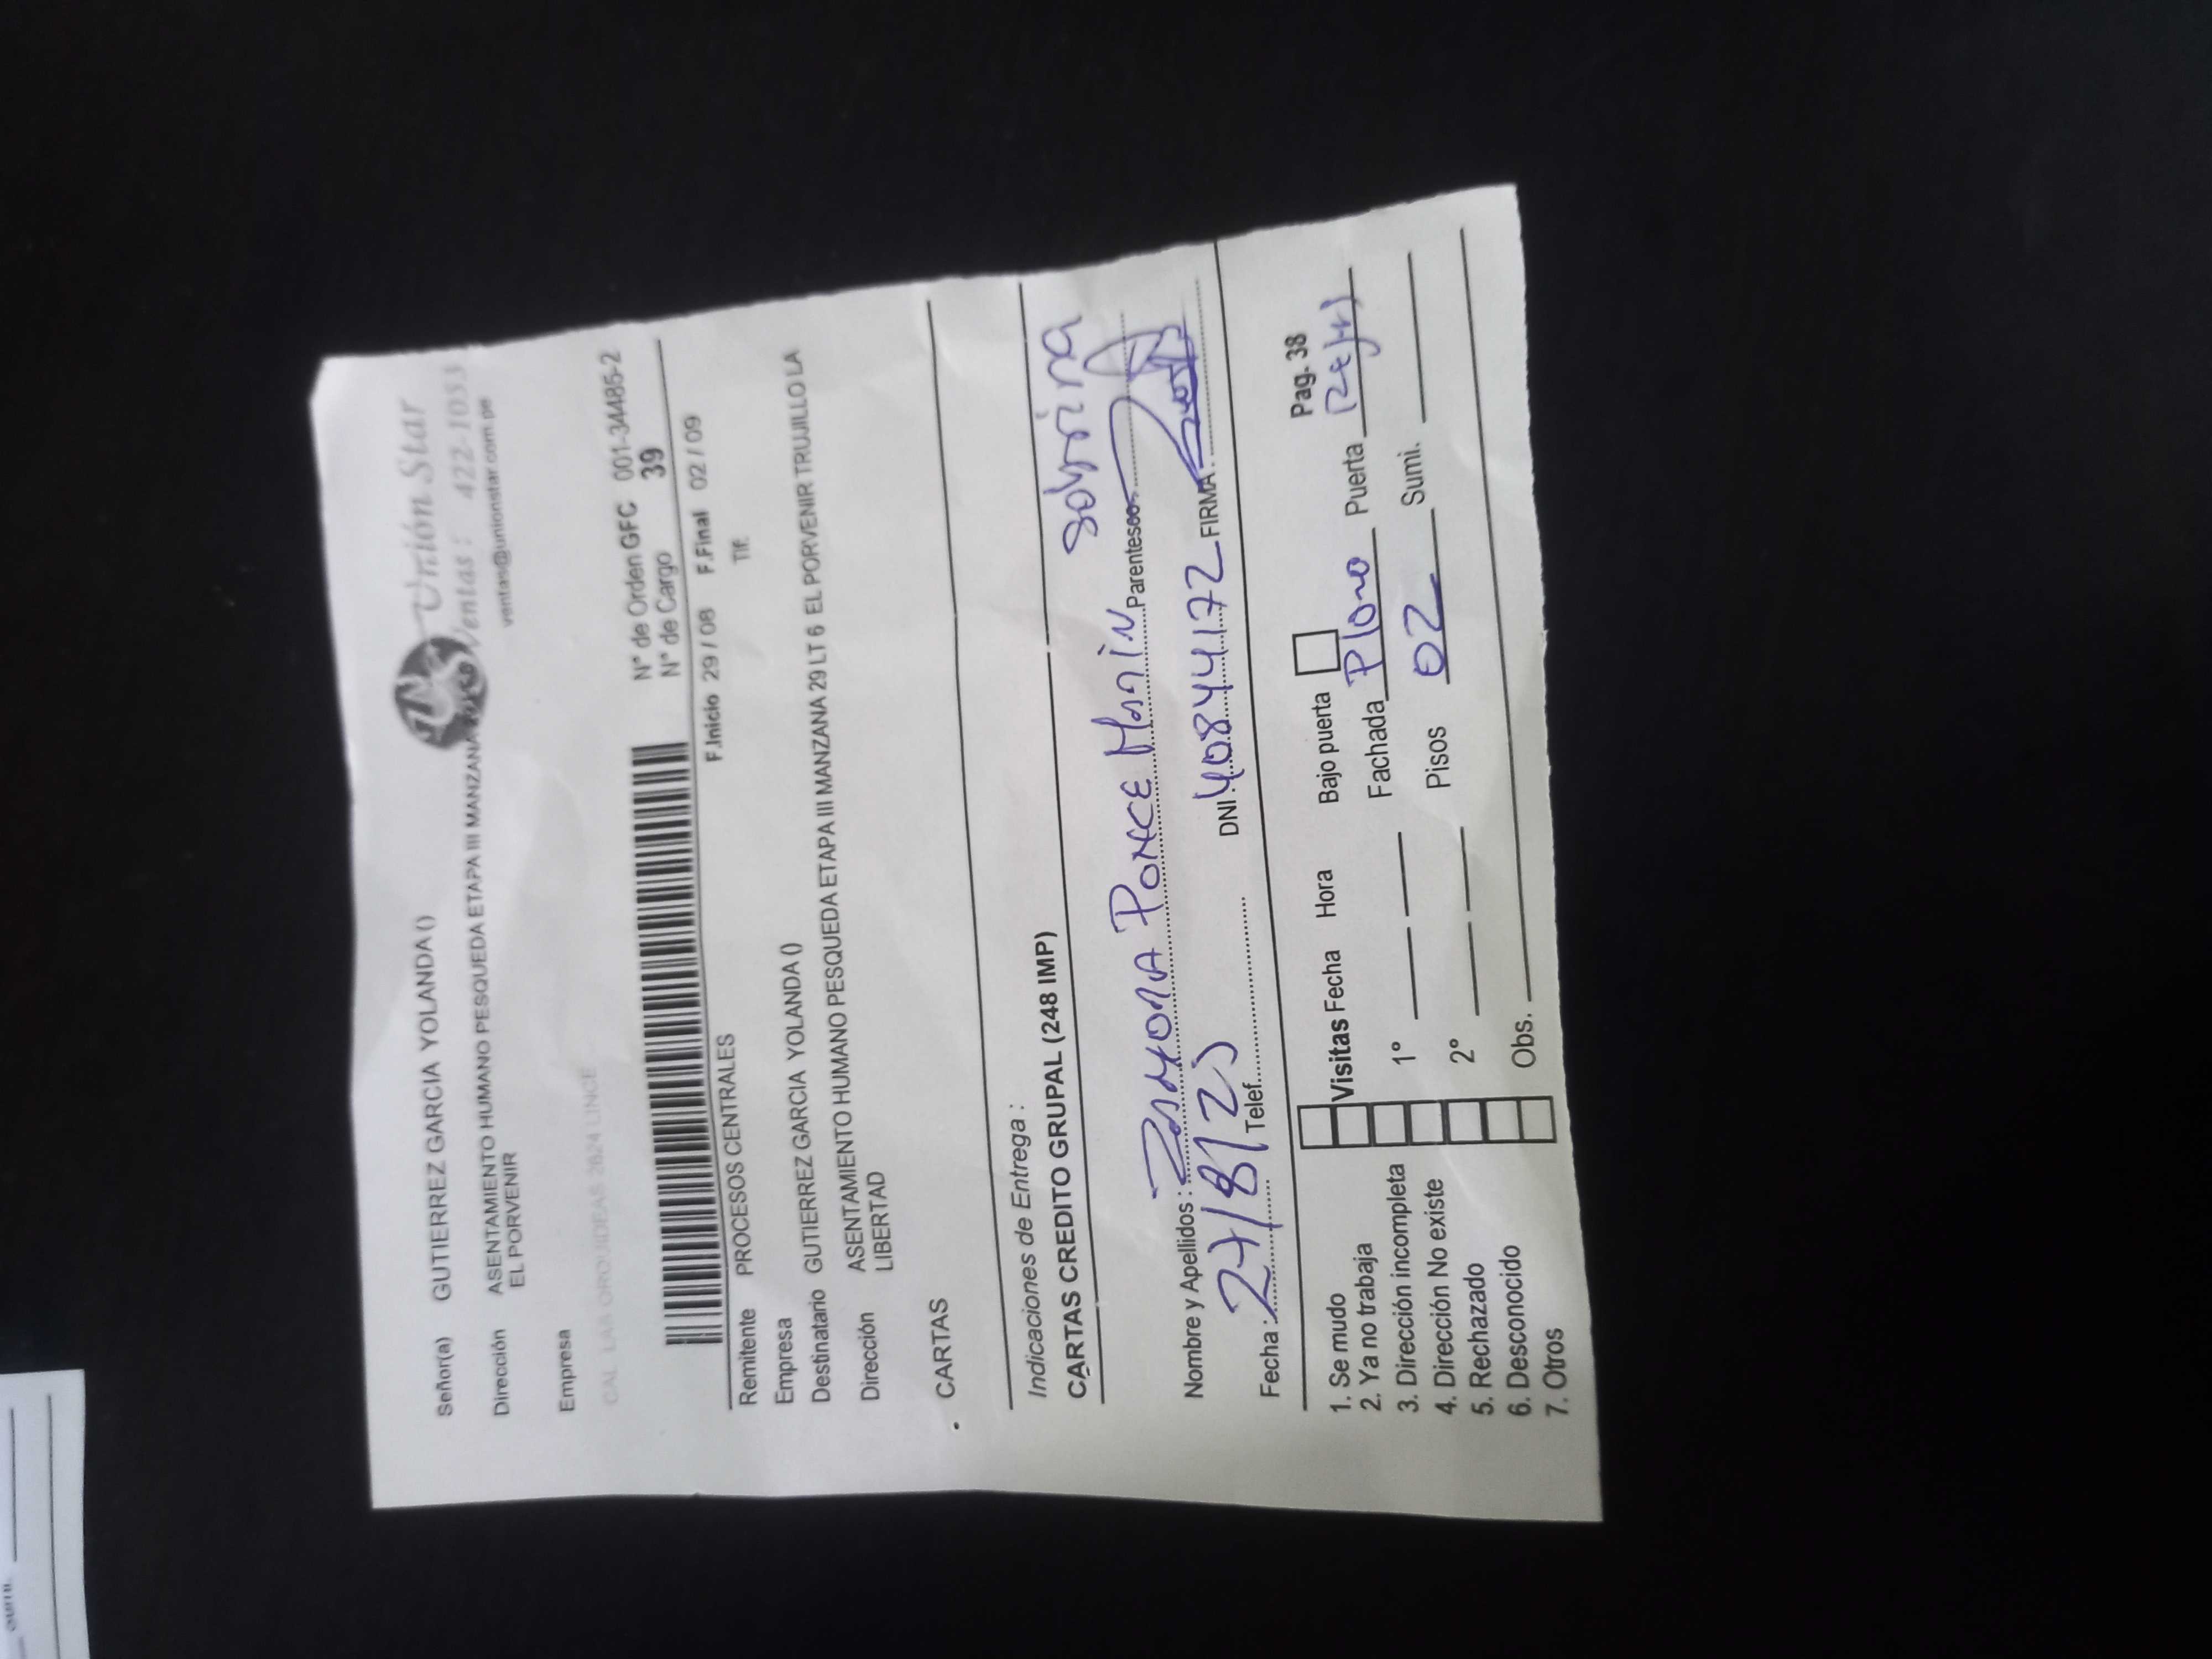 Unión Star
Ventas: 422-1053
ventas@unionstar.com.pe
Señor(a) GUTIERREZ GARCIA YOLANDA ()
Dirección ASENTAMIENTO HUMANO PESQUEDA ETAPA III MANZANA
EL PORVENIR
Empresa
CAL. LAS ORQUIDEAS 2624 LINCE
N° de Orden GFC 001-34485-2
N° de Cargo 39
Remitente PROCESOS CENTRALES F.Inicio 29 / 08 F.Final 02 / 09
Empresa Tlf.
Destinatario GUTIERREZ GARCIA YOLANDA ()
Dirección ASENTAMIENTO HUMANO PESQUEDA ETAPA III MANZANA 29 LT 6 EL PORVENIR TRUJILLO LA
LIBERTAD
CARTAS
Indicaciones de Entrega :
CARTAS CREDITO GRUPAL (248 IMP)
Nombre y Apellidos : PONCE Parentesco sobrina
Fecha : Telef. DNI. 40844172 FIRMA
Pag. 38
1. Se mudo Visitas Fecha Hora Bajo puerta
2. Ya no trabaja 1° Fachada Plomo Puerta
3. Dirección incompleta
4. Dirección No existe 2° Pisos 02 Sumi.
5. Rechazado
6. Desconocido Obs.
7. Otros